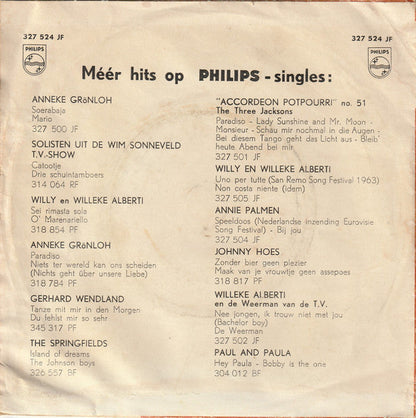 327 524 JF
327 524 JF
PHILIPS
PHILIPS
Méér hits op PHILIPS - singles:
ANNEKE GRöNLOH
Soerabaja
Mario
327 500 JF
SOLISTEN UIT DE WIM SONNEVELD
T.V.-SHOW
Catootje
Drie schuintamboers
314 064 RF
WILLY en WILLEKE ALBERTI
Sei rimasta sola
O' Marenariello
318 854 PF
ANNEKE GRöNLOH
Paradiso
Niets ter wereld kan ons scheiden
(Nichts geht über unsere Liebe)
318 784 PF
GERHARD WENDLAND
Tanze mit mir in den Morgen
Du fehlst mir so sehr
345 317 PF
THE SPRINGFIELDS
Island of dreams
The Johnson boys
326 557 BF
"ACCORDEON POTPOURRI" no. 51
The Three Jacksons
Paradiso - Lady Sunshine and Mr. Moon -
Monsieur - Schau mir nochmal in die Augen -
Bei diesem Tango geht das Licht aus - Bleib'
heute Abend bei mir
327 501 JF
WILLY EN WILLEKE ALBERTI
Uno per tutte (San Remo Song Festival 1963)
Non costa niente (idem)
327 505 JF
ANNIE PALMEN
Speeldoos (Nederlandse Inzending Eurovisie
Song Festival) - Bij jou
327 504 JF
JOHNNY HOES
Zonder bier geen plezier
Maak van je vrouwtje geen assepoes
318 817 PF
WILLEKE ALBERTI
en de Weerman van de T.V.
Nee jongen, ik trouw niet met jou
(Bachelor boy)
De Weerman
327 502 JF
PAUL AND PAULA
Hey Paula - Bobby is the one
304 012 BF